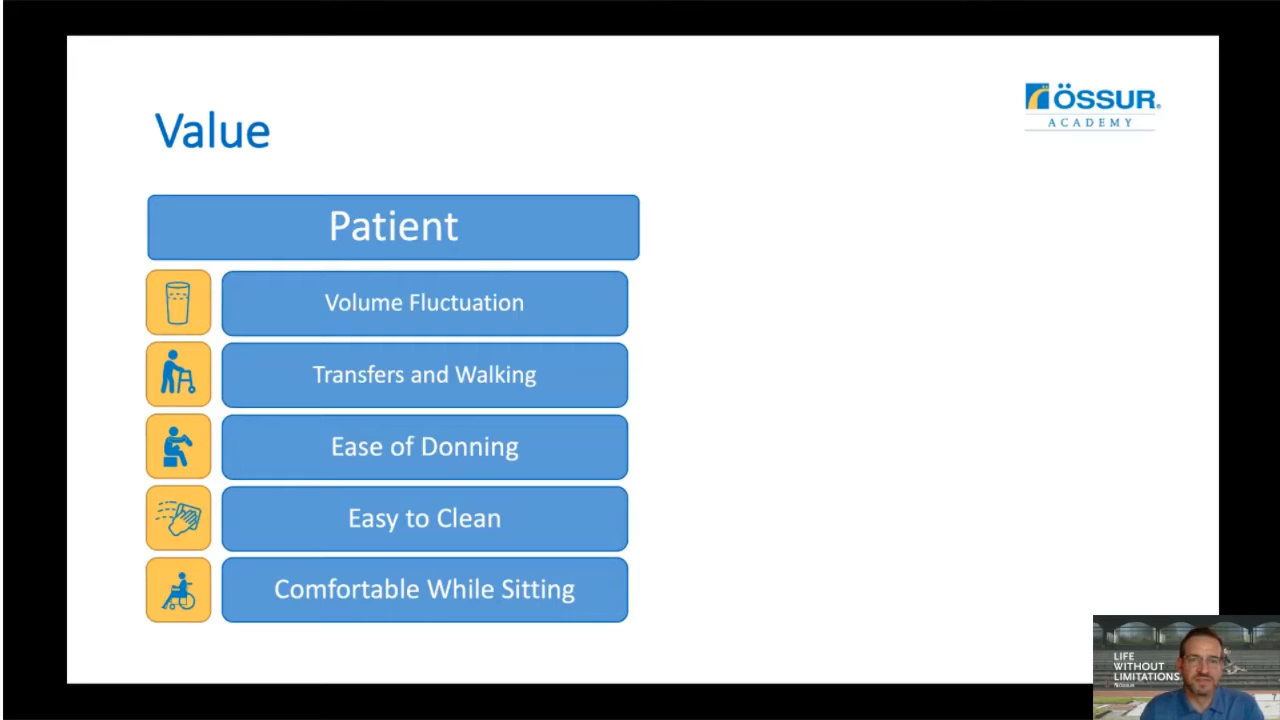 Value
ÖSSUR®
ACADEMY
Patient
Volume Fluctuation
Transfers and Walking
Ease of Donning
Easy to Clean
Comfortable While Sitting
LIFE
WITHOUT
LIMITATIONS